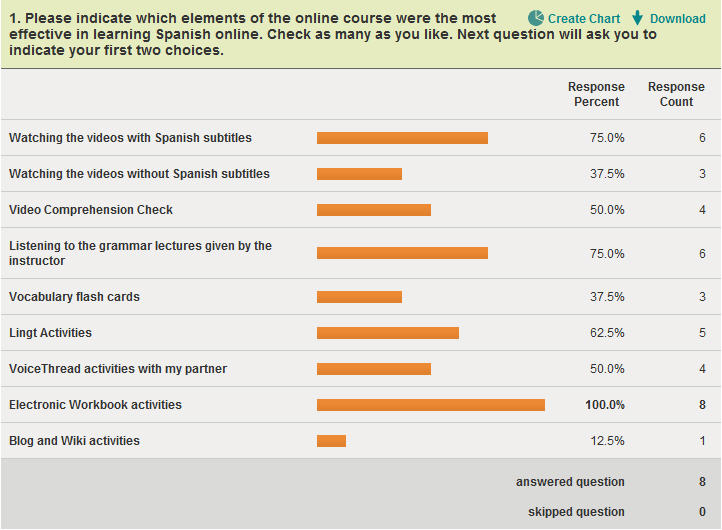 1. Please indicate which elements of the online course were the most
effective in learning Spanish online. Check as many as you like. Next question will ask you to
indicate your first two choices.
Create Chart Download
Response Percent Response Count
Watching the videos with Spanish subtitles 75.0% 6
Watching the videos without Spanish subtitles 37.5% 3
Video Comprehension Check 50.0% 4
Listening to the grammar lectures given by the
instructor 75.0% 6
Vocabulary flash cards 37.5% 3
Lingt Activities 62.5% 5
VoiceThread activities with my partner 50.0% 4
Electronic Workbook activities 100.0% 8
Blog and Wiki activities 12.5% 1
answered question 8
skipped question 0